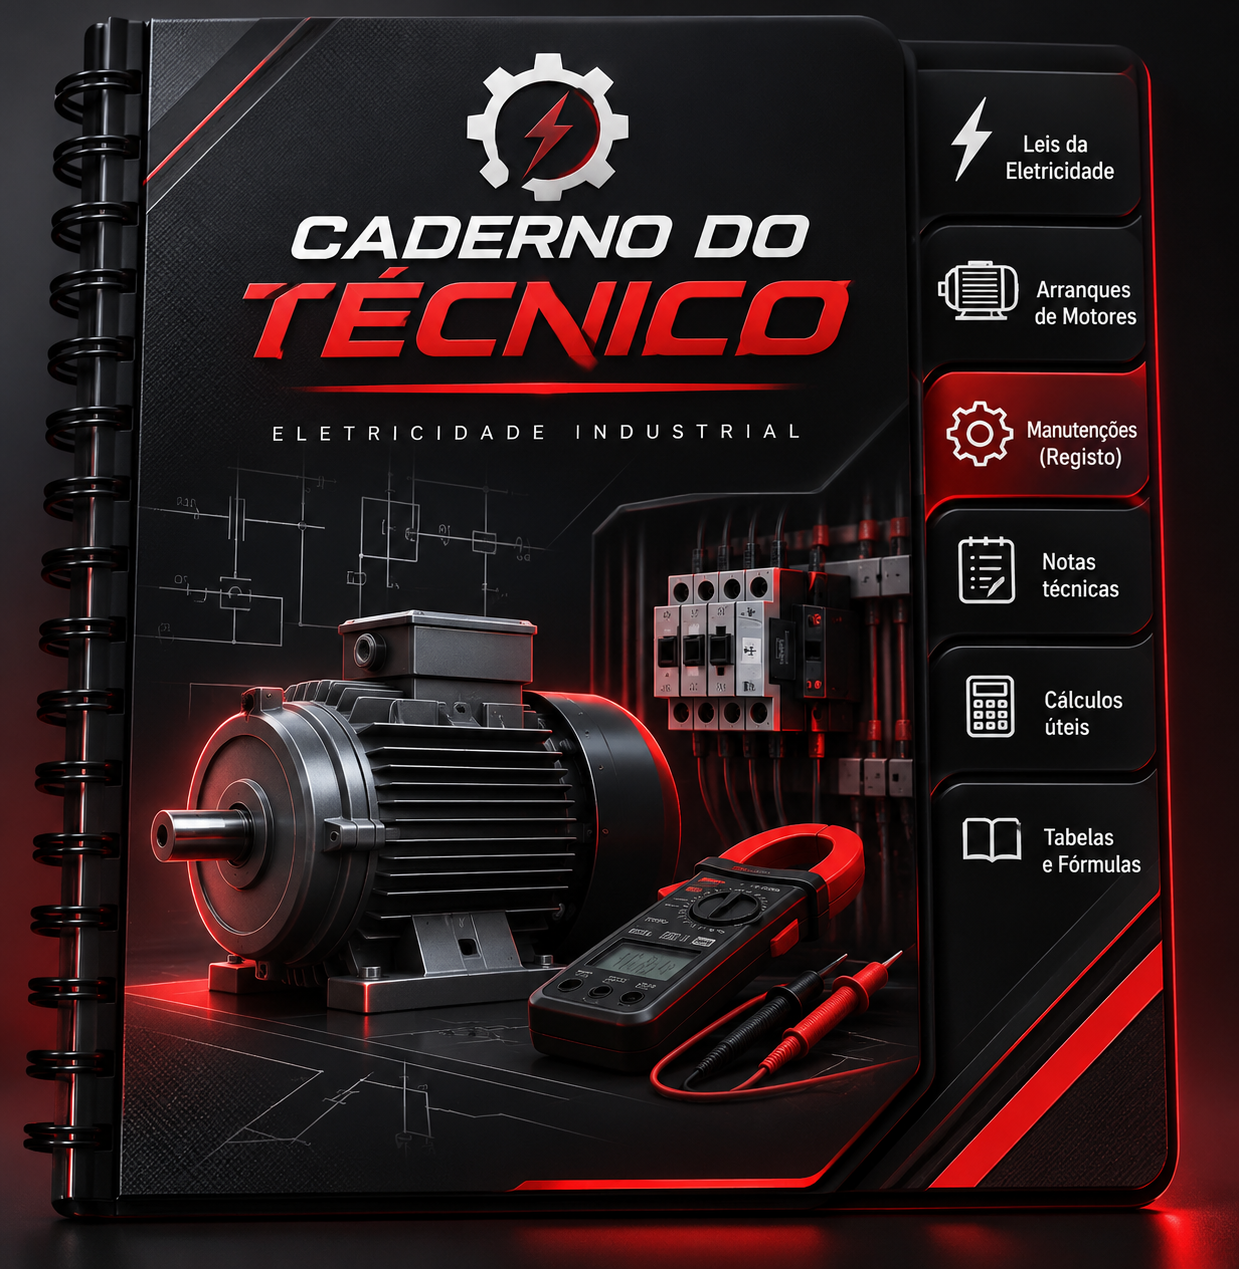 CADERNO DO
TÉCNICO
ELETRICIDADE INDUSTRIAL
Leis da
Eletricidade
Arranques
de Motores
Manutenções
(Registo)
Notas
técnicas
Cálculos
úteis
Tabelas
e Fórmulas